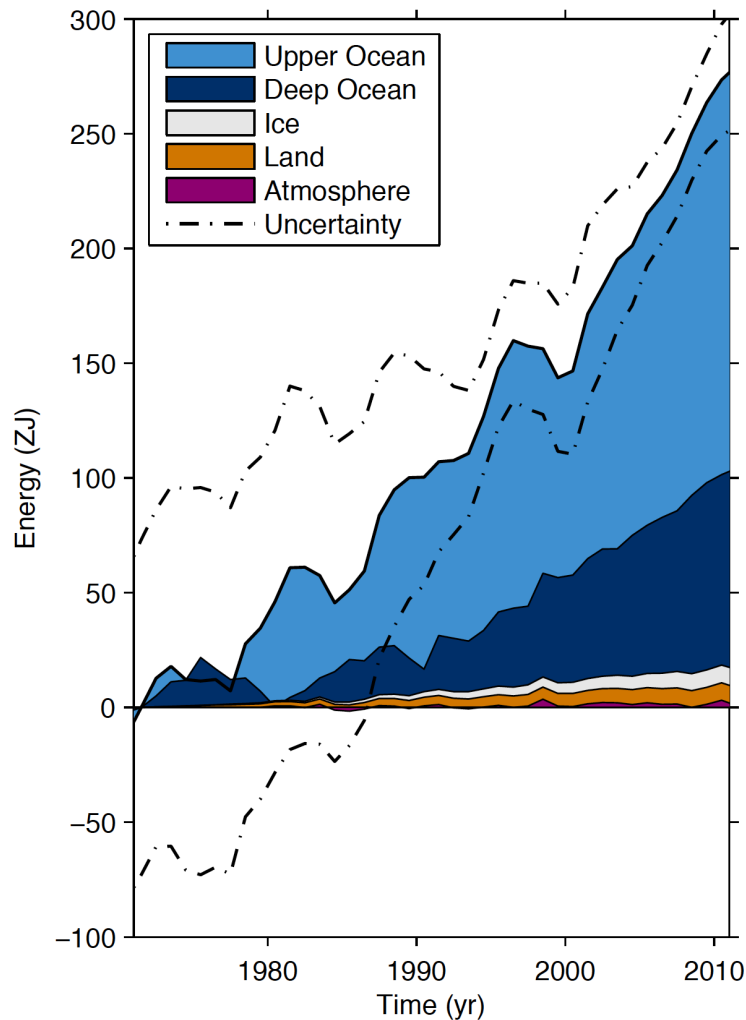 300
250
200
150
100
50
0
−50
−100
Energy (ZJ)
Upper Ocean
Deep Ocean
Ice
Land
Atmosphere
Uncertainty
1980
1990
2000
2010
Time (yr)